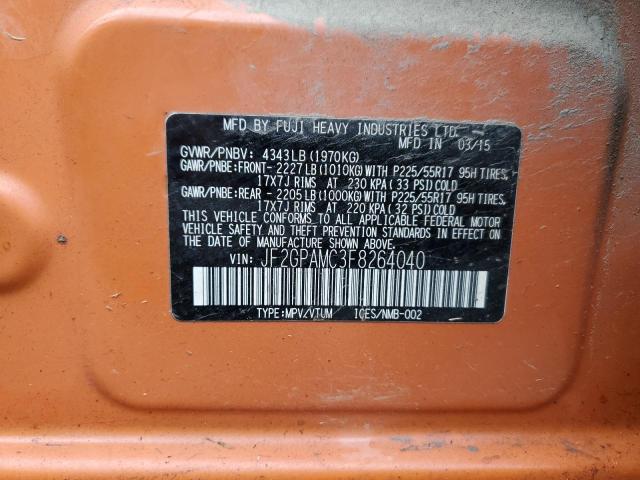 MFD BY FUJI HEAVY INDUSTRIES LTD.
MFD IN 03/15
GVWR/PNBV: 4343LB (1970KG)
GAWR/PNBE:FRONT-2227LB(1010KG)WITH P225/55R17 95H TIRES,
17X7J RIMS AT 230 KPA (33 PSI)COLD
GAWR/PNBE:REAR -2205LB(1000KG)WITH P225/55R17 95H TIRES,
17X7J RIMS AT 220 KPA(32 PSI)COLD
THIS VEHICLE CONFORMS TO ALL APPLICABLE FEDERAL MOTOR
VEHICLE SAFETY AND THEFT PREVENTION STANDARDS IN EFFECT
ON THE DATE OF MANUFACTURE SHOWN ABOVE.
VIN: JF2GPAMC3F8264040
TYPE:MPV/VTUM ICES/NMB-002